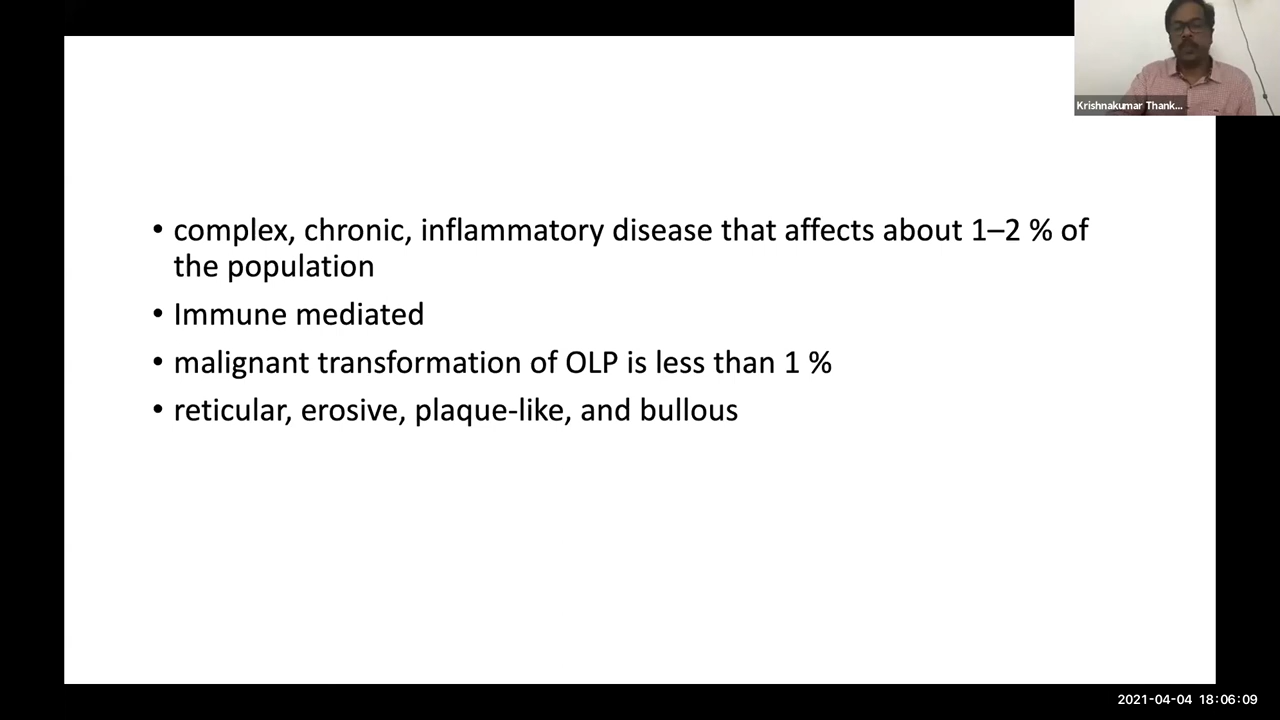 Krishnakumar Thank...
• complex, chronic, inflammatory disease that affects about 1–2 % of
the population
• Immune mediated
• malignant transformation of OLP is less than 1 %
• reticular, erosive, plaque-like, and bullous
2021-04-04 18:06:09